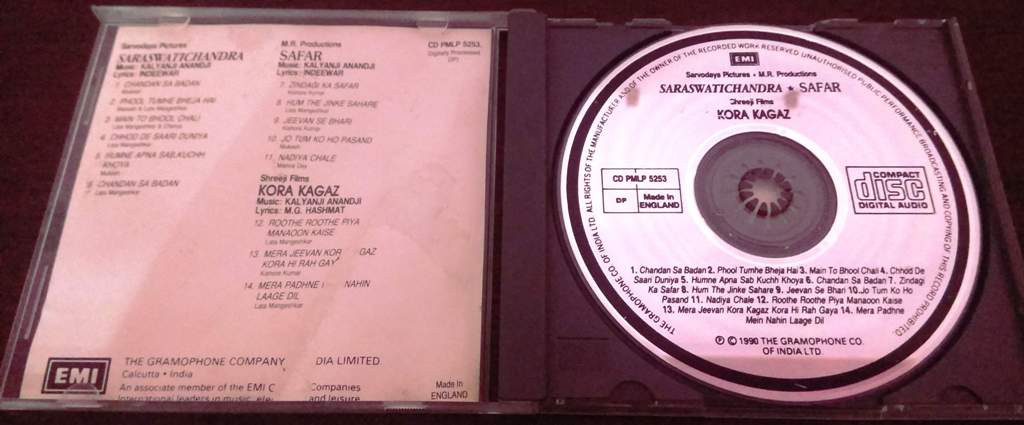 Sarvodaya Pictures
SARASWATICHANDRA
Music: KALYANJI ANANDJI
Lyrics: INDEEWAR
1. CHANDAN SA BADAN
Mukesh
2. PHOOL TUMHE BHEJA HAI
Mukesh & Lata Mangeshkar
3. MAIN TO BHOOL CHALI
Lata Mangeshkar & Chorus
4. CHHOD DE SAARI DUNIYA
Lata Mangeshkar
5. HUMNE APNA SAB KUCHH
KHOYA
Mukesh
6. CHANDAN SA BADAN
Lata Mangeshkar
M.R. Productions
SAFAR
Music: KALYANJI ANANDJI
Lyrics: INDEEWAR
7. ZINDAGI KA SAFAR
Kishore Kumar
8. HUM THE JINKE SAHARE
Lata Mangeshkar
9. JEEVAN SE BHARI
Kishore Kumar
10. JO TUM KO HO PASAND
Mukesh
11. NADIYA CHALE
Manna Dey
Shreeji Films
KORA KAGAZ
Music: KALYANJI ANANDJI
Lyrics: M.G. HASHMAT
12. ROOTHE ROOTHE PIYA
MANAOON KAISE
Lata Mangeshkar
13. MERA JEEVAN KOR GAZ
KORA HI RAH GAY
Kishore Kumar
14. MERA PADHNE NAHIN
LAAGE DIL
Lata Mangeshkar
CD PMLP 5253
Digitally Processed
(DP)
EMI
THE GRAMOPHONE COMPANY DIA LIMITED
Calcutta • India
An associate member of the EMI C Companies
International leaders in music, ele and leisure
Made in
ENGLAND
THE GRAMOPHONE CO. OF INDIA LTD. ALL RIGHTS OF THE MANUFACTURER AND OF THE OWNER OF THE RECORDED WORK RESERVED UNAUTHORISED PUBLIC PERFORMANCE BROADCASTING AND COPYING OF THIS RECORD PROHIBITED.
EMI
Sarvodaya Pictures • M.R. Productions
SARASWATICHANDRA ★ SAFAR
Shreeji Films
KORA KAGAZ
CD PMLP 5253
DP
Made in
ENGLAND
COMPACT
disc
DIGITAL AUDIO
1. Chandan Sa Badan 2. Phool Tumhe Bheja Hai 3. Main To Bhool Chali 4. Chhod De
Saari Duniya 5. Humne Apna Sab Kuchh Khoya 6. Chandan Sa Badan 7. Zindagi
Ka Safar 8. Hum The Jinke Sahare 9. Jeevan Se Bhari 10. Jo Tum Ko Ho
Pasand 11. Nadiya Chale 12. Roothe Roothe Piya Manaoon Kaise
13. Mera Jeevan Kora Kagaz Kora Hi Rah Gaya 14. Mera Padhne
Mein Nahin Laage Dil
℗ © 1990 THE GRAMOPHONE CO.
OF INDIA LTD.